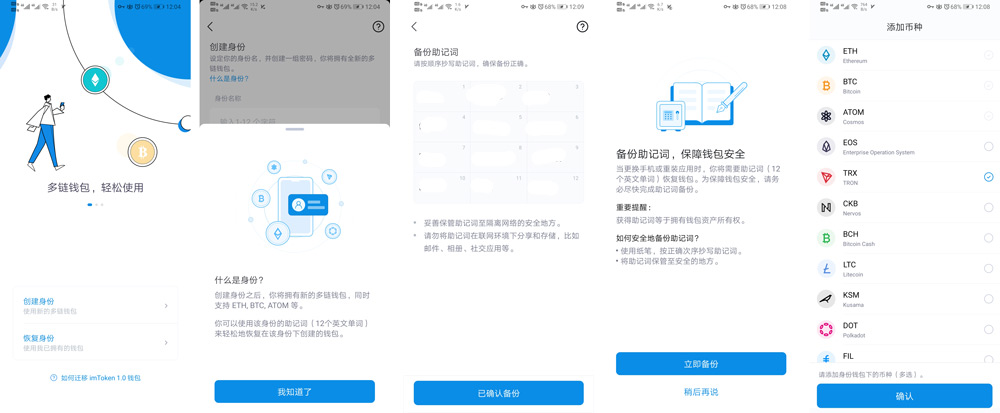 12:04
多链钱包，轻松使用
创建身份
使用新的多链钱包
恢复身份
使用我已拥有的钱包
如何迁移 imToken 1.0 钱包
69% 12:04
创建身份
设定你的身份名，并创建一组密码，你将拥有全新的多链钱包。
什么是身份?
身份名称
输入1-12 个字符
什么是身份?
创建身份之后，你将拥有新的多链钱包，同时
支持 ETH, BTC, ATOM 等。
你可以使用该身份的助记词（12个英文单词）
来轻松地恢复在该身份下创建的钱包。
我知道了
12:09
备份助记词
请按顺序抄写助记词，确保备份正确。
1 2 3
4 5 6
7 8 9
10 11 12
• 妥善保管助记词至隔离网络的安全地方。
• 请勿将助记词在联网环境下分享和存储，比如
邮件、相册、社交应用等。
已确认备份
68% 12:08
备份助记词，保障钱包安全
当更换手机或重装应用时，你将需要助记词（12
个英文单词）恢复钱包。为保障钱包安全，请务
必尽快完成助记词备份。
重要提醒：
获得助记词等于拥有钱包资产所有权。
如何安全地备份助记词?
• 使用纸笔，按正确次序抄写助记词。
• 将助记词保管至安全的地方。
立即备份
稍后再说
68% 12:08
添加币种
ETH
Ethereum
BTC
Bitcoin
ATOM
Cosmos
EOS
Enterprise Operation System
TRX
TRON
CKB
Nervos
BCH
Bitcoin Cash
LTC
Litecoin
KSM
Kusama
DOT
Polkadot
FIL
请添加身份钱包下的币种（多选）。
确认